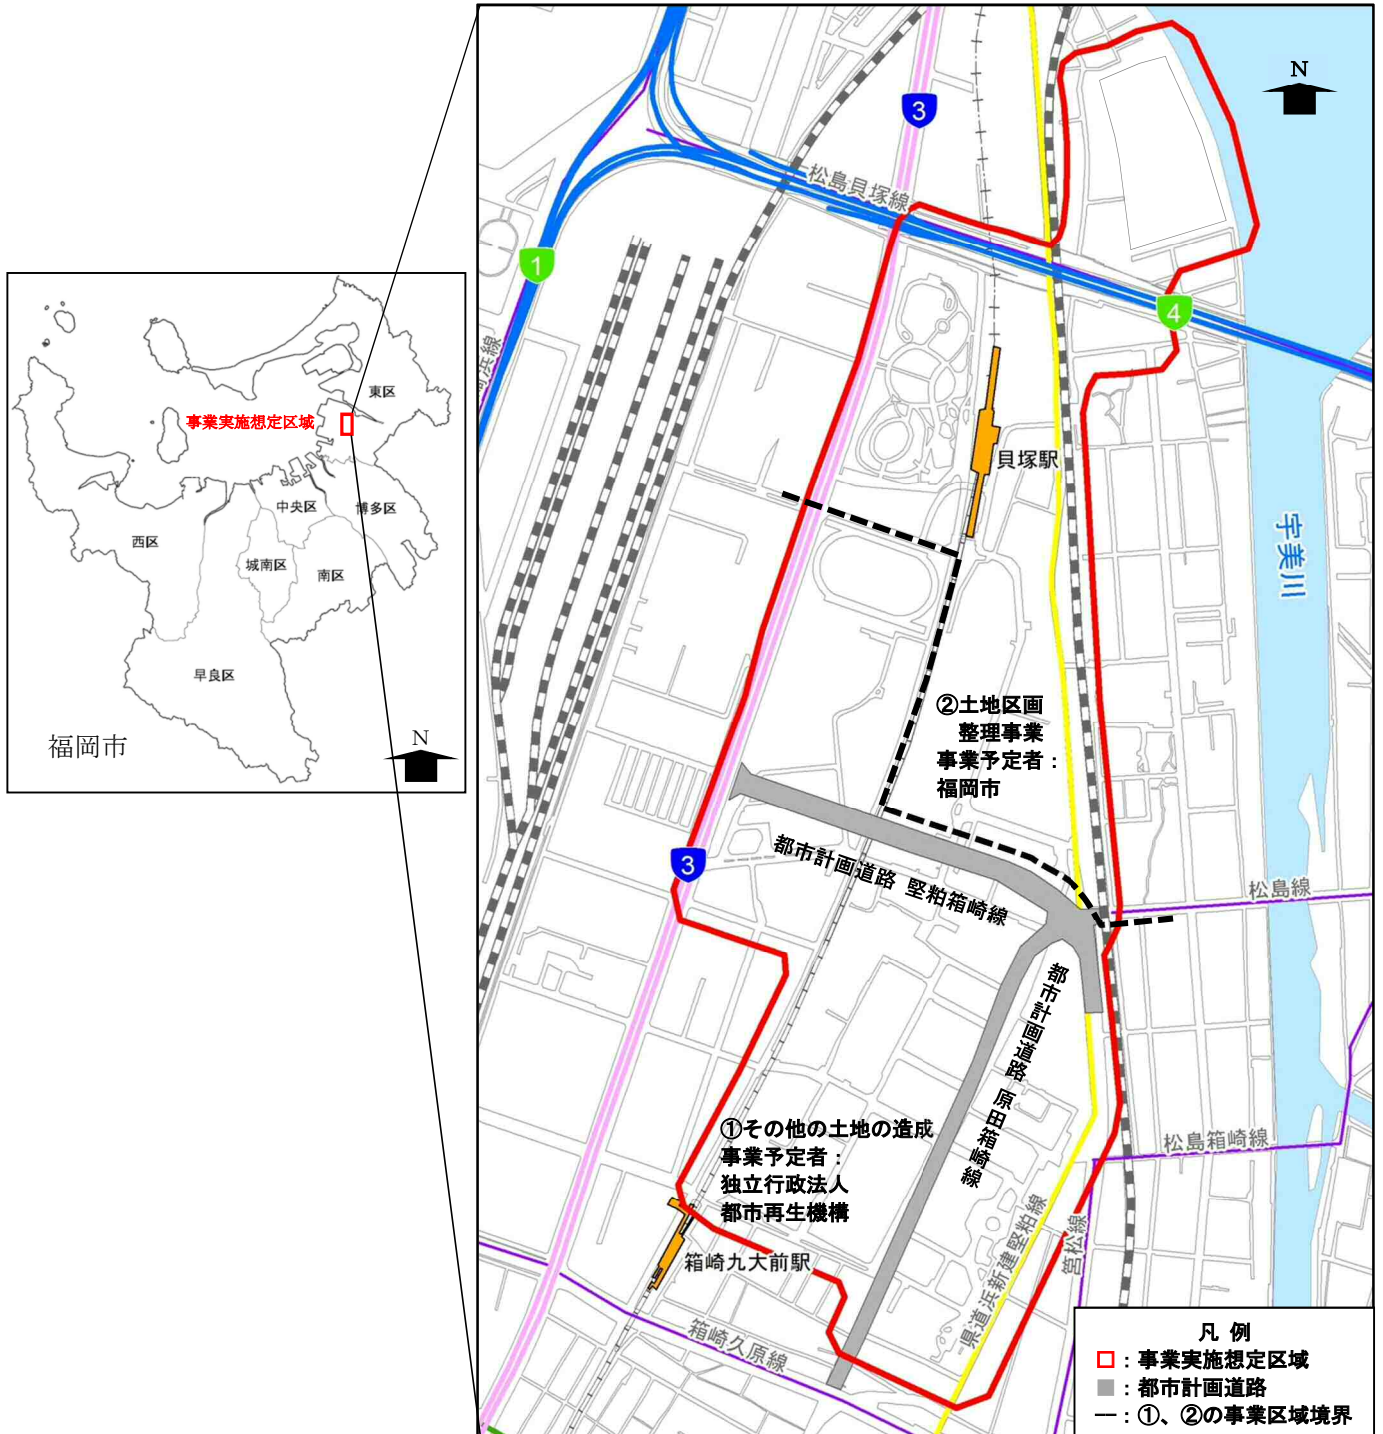 東区
事業実施想定区域
中央区
博多区
西区
城南区
南区
早良区
福岡市
N
N
3
松島貝塚線
1
4
貝塚駅
宇美川
②土地区画
整理事業
事業予定者：
福岡市
都市計画道路 堅粕箱崎線
3
松島線
都市計画道路 原田箱崎線
①その他の土地の造成
事業予定者：
独立行政法人
都市再生機構
松島箱崎線
箱崎九大前駅
県道浜新建堅粕線
筥松線
箱崎久原線
凡 例
：事業実施想定区域
：都市計画道路
：①、②の事業区域境界